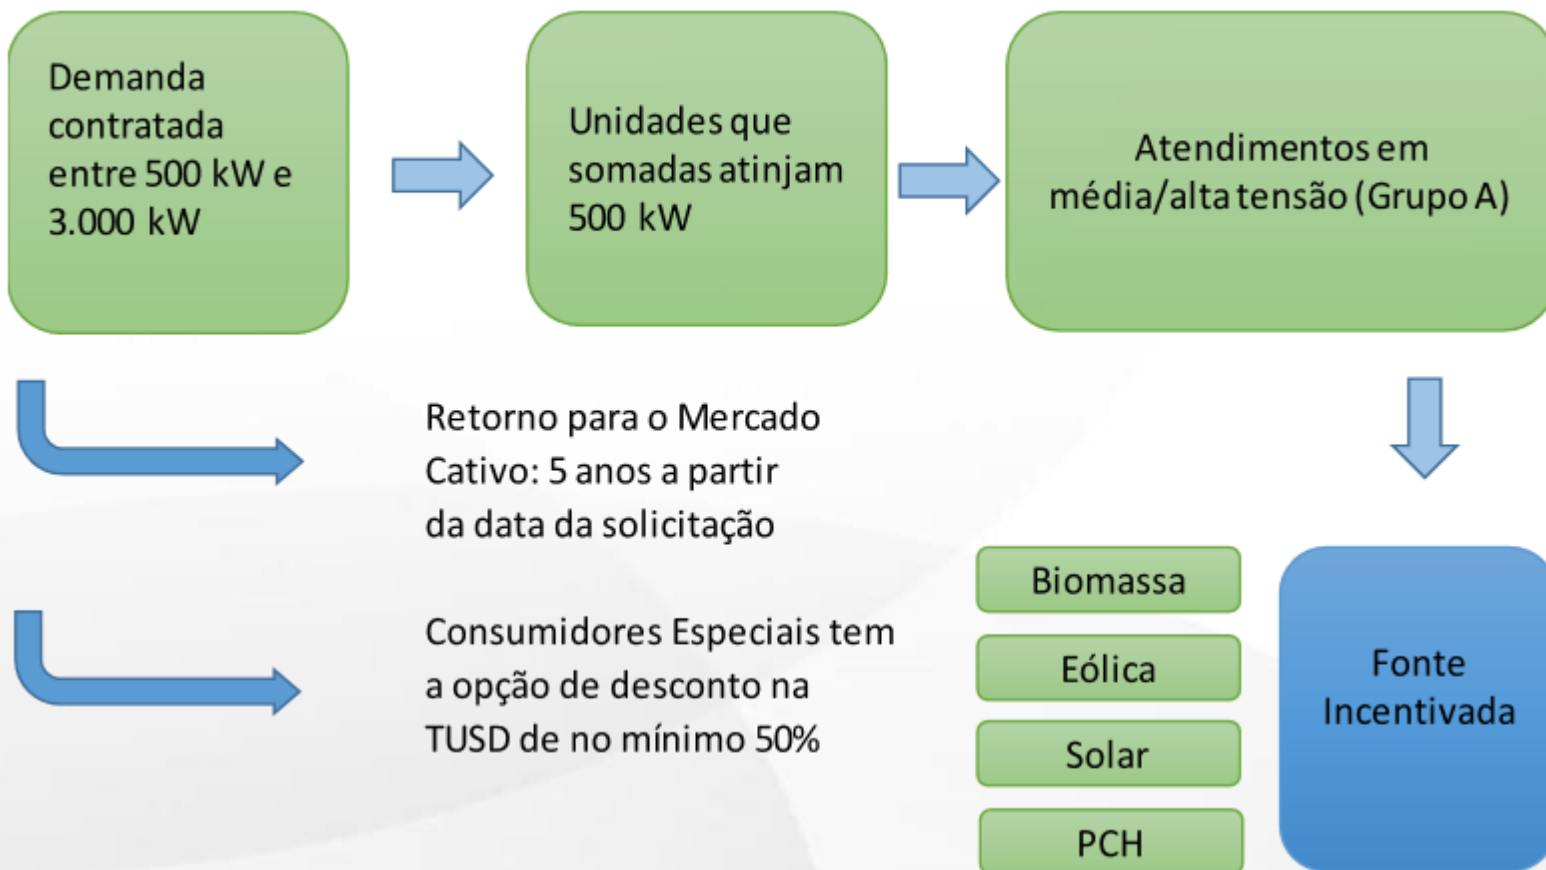 Demanda
contratada
entre 500 kW e
3.000 kW
Unidades que
somadas atinjam
500 kW
Atendimentos em
média/alta tensão (Grupo A)
Retorno para o Mercado
Cativo: 5 anos a partir
da data da solicitação
Consumidores Especiais tem
a opção de desconto na
TUSD de no mínimo 50%
Biomassa
Eólica
Solar
PCH
Fonte
Incentivada